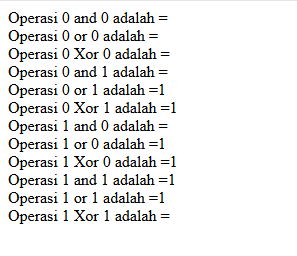 Operasi 0 and 0 adalah =
Operasi 0 or 0 adalah =
Operasi 0 Xor 0 adalah =
Operasi 0 and 1 adalah =
Operasi 0 or 1 adalah =1
Operasi 0 Xor 1 adalah =1
Operasi 1 and 0 adalah =
Operasi 1 or 0 adalah =1
Operasi 1 Xor 0 adalah =1
Operasi 1 and 1 adalah =1
Operasi 1 or 1 adalah =1
Operasi 1 Xor 1 adalah =